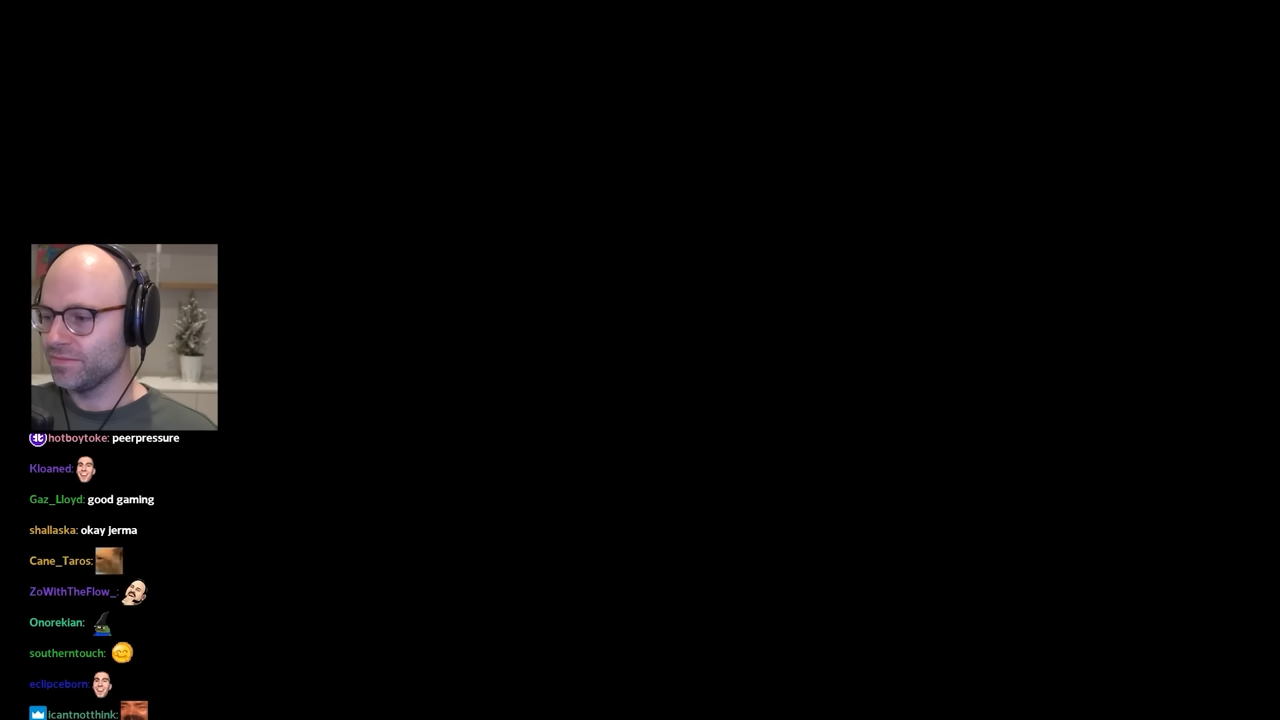 hotboytoke: peerpressure
Kloaned:
Gaz_Lloyd: good gaming
shallaska: okay jerma
Cane_Taros:
ZoWithTheFlow_:
Onorekian:
southerntouch:
eclipceborn:
icantnotthink: